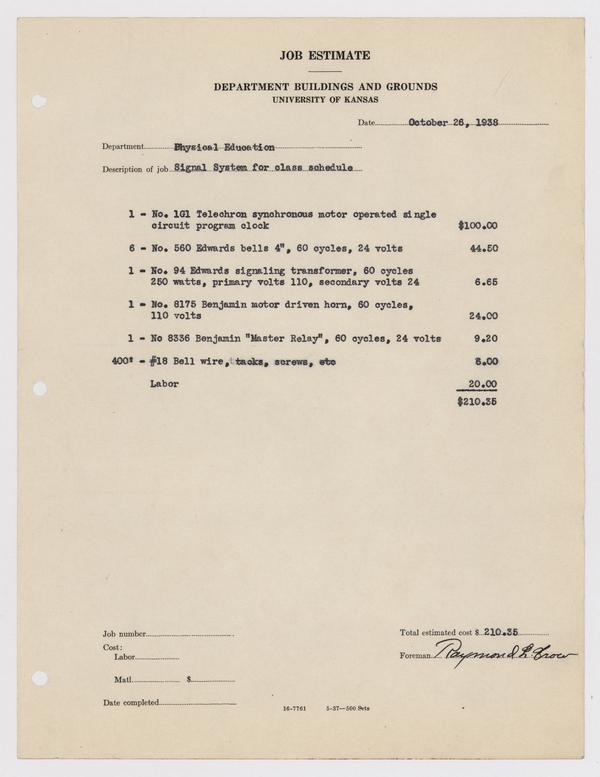 JOB ESTIMATE
DEPARTMENT BUILDINGS AND GROUNDS
UNIVERSITY OF KANSAS
Date October 26, 1938
Department Physical Education
Description of job Signal System for class schedule
1 - No. 1G1 Telechron synchronous motor operated single
circuit program clock $100.00
6 - No. 560 Edwards bells 4", 60 cycles, 24 volts 44.50
1 - No. 94 Edwards signaling transformer, 60 cycles
250 watts, primary volts 110, secondary volts 24 6.65
1 - No. 8175 Benjamin motor driven horn, 60 cycles,
110 volts 24.00
1 - No 8336 Benjamin "Master Relay", 60 cycles, 24 volts 9.20
400' - #18 Bell wire, tacks, screws, etc 6.00
Labor 20.00
$210.35
Job number
Total estimated cost $ 210.35
Cost:
Labor
Foreman Raymond L Crow
Matl. $
Date completed
16-7761 5-37—500 Sets